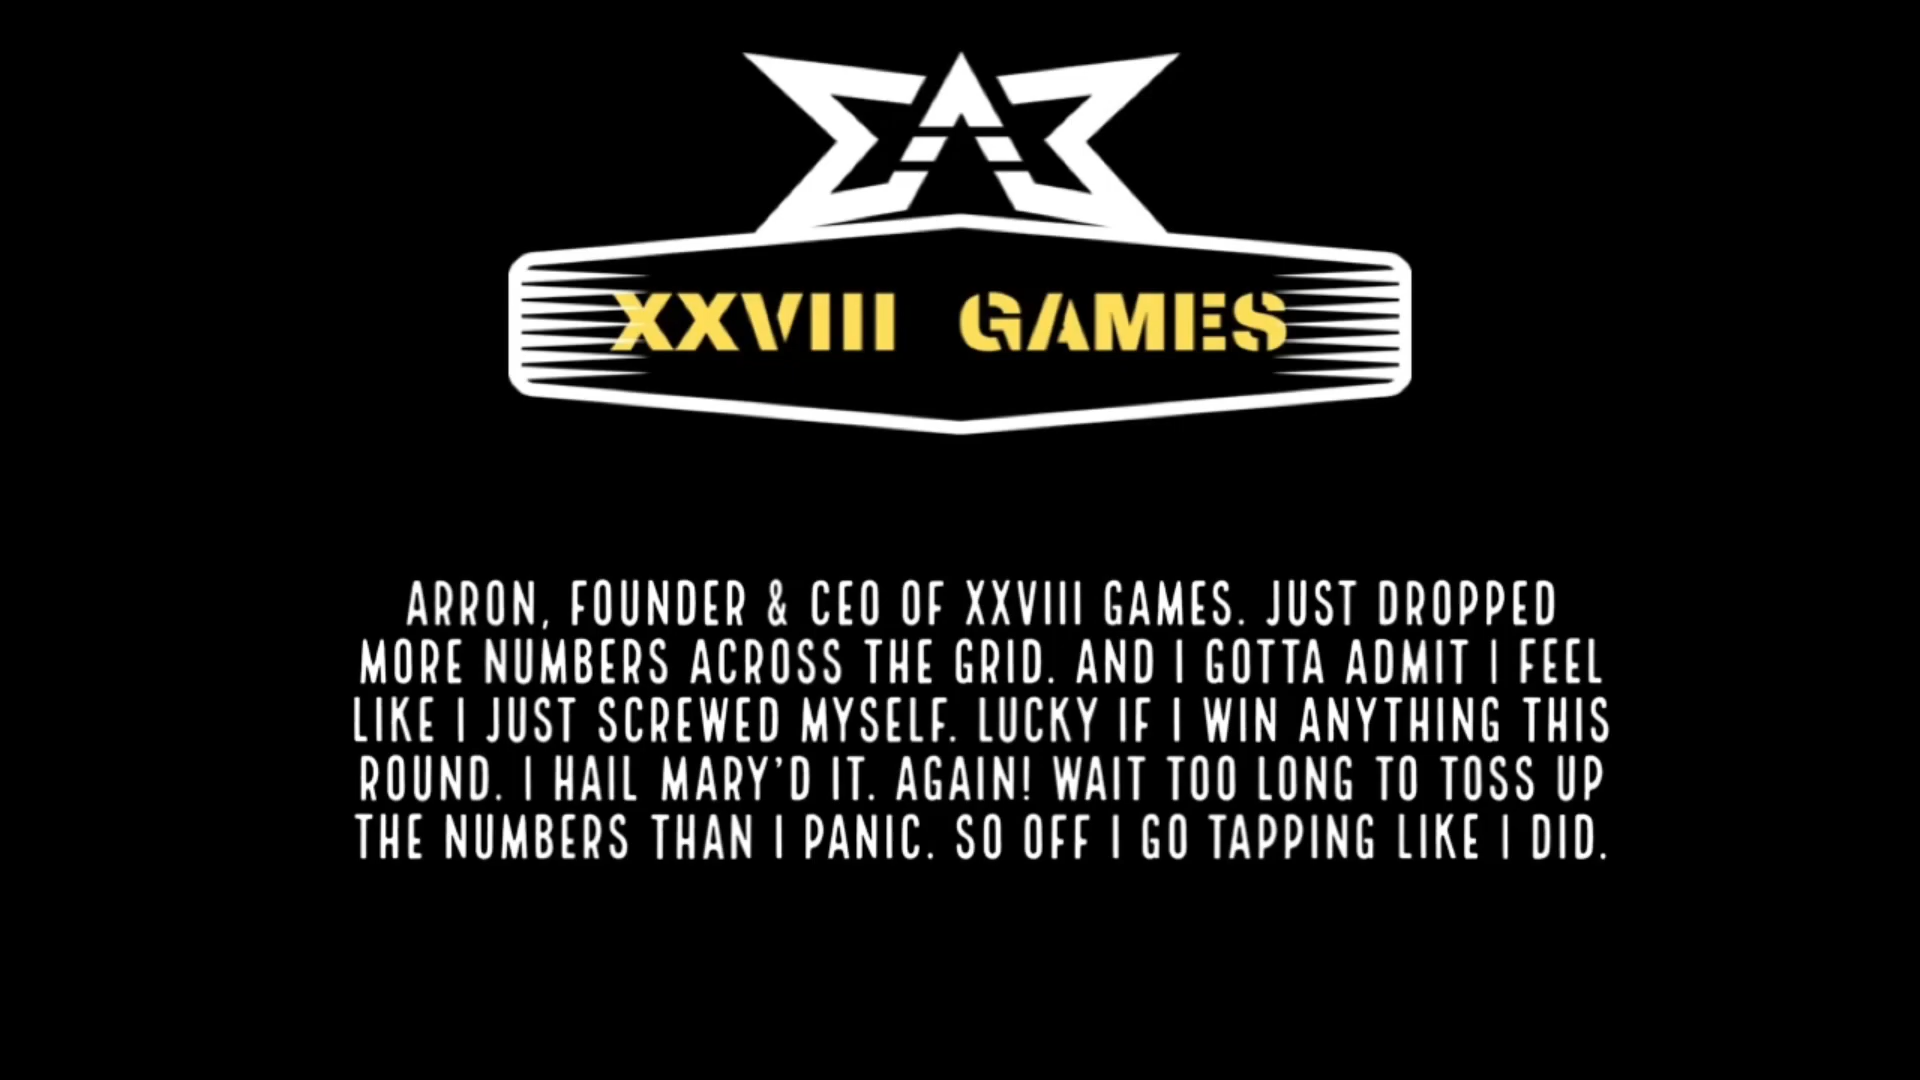 XXVIII GAMES
ARRON, FOUNDER & CEO OF XXVIII GAMES. JUST DROPPED
MORE NUMBERS ACROSS THE GRID. AND I GOTTA ADMIT I FEEL
LIKE I JUST SCREWED MYSELF. LUCKY IF I WIN ANYTHING THIS
ROUND. I HAIL MARY’D IT. AGAIN! WAIT TOO LONG TO TOSS UP
THE NUMBERS THAN I PANIC. SO OFF I GO TAPPING LIKE I DID.